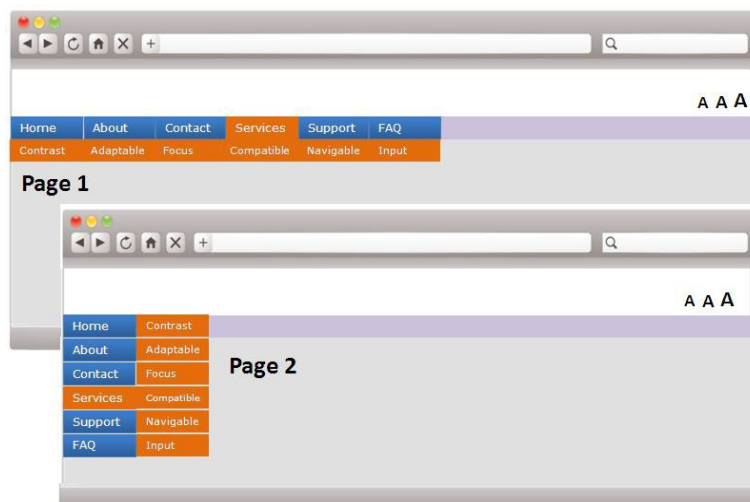 A A A
Home About Contact Services Support FAQ
Contrast Adaptable Focus Compatible Navigable Input
Page 1
A A A
Home Contrast
About Adaptable
Contact Focus
Services Compatible
Support Navigable
FAQ Input
Page 2